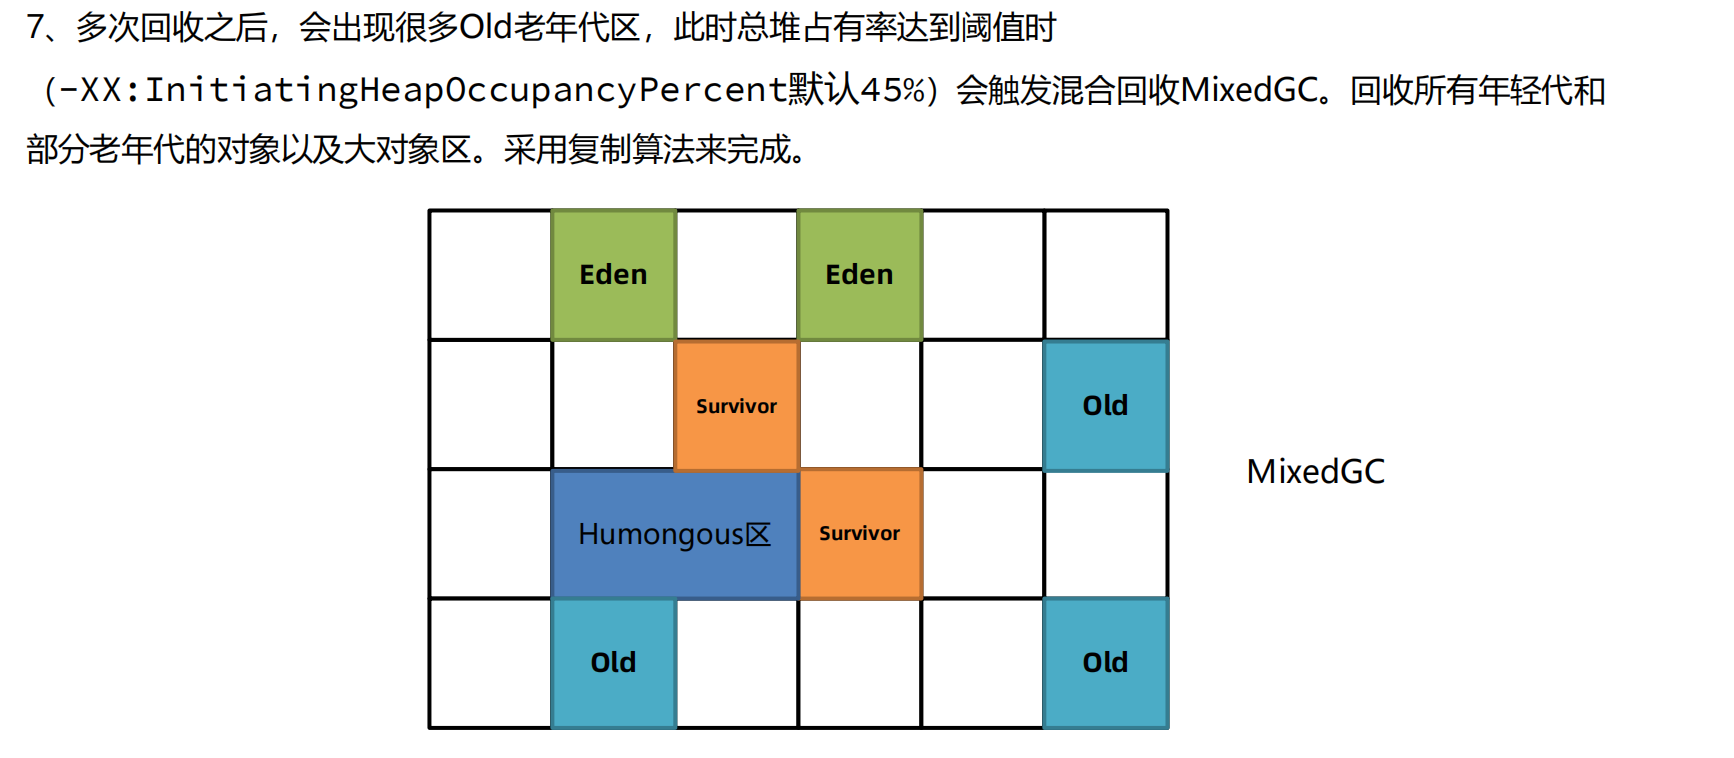 7、多次回收之后，会出现很多Old老年代区，此时总堆占有率达到阈值时
（-XX:InitiatingHeapOccupancyPercent默认45%）会触发混合回收MixedGC。回收所有年轻代和
部分老年代的对象以及大对象区。采用复制算法来完成。
Eden
Eden
Survivor
Old
MixedGC
Humongous区
Survivor
Old
Old